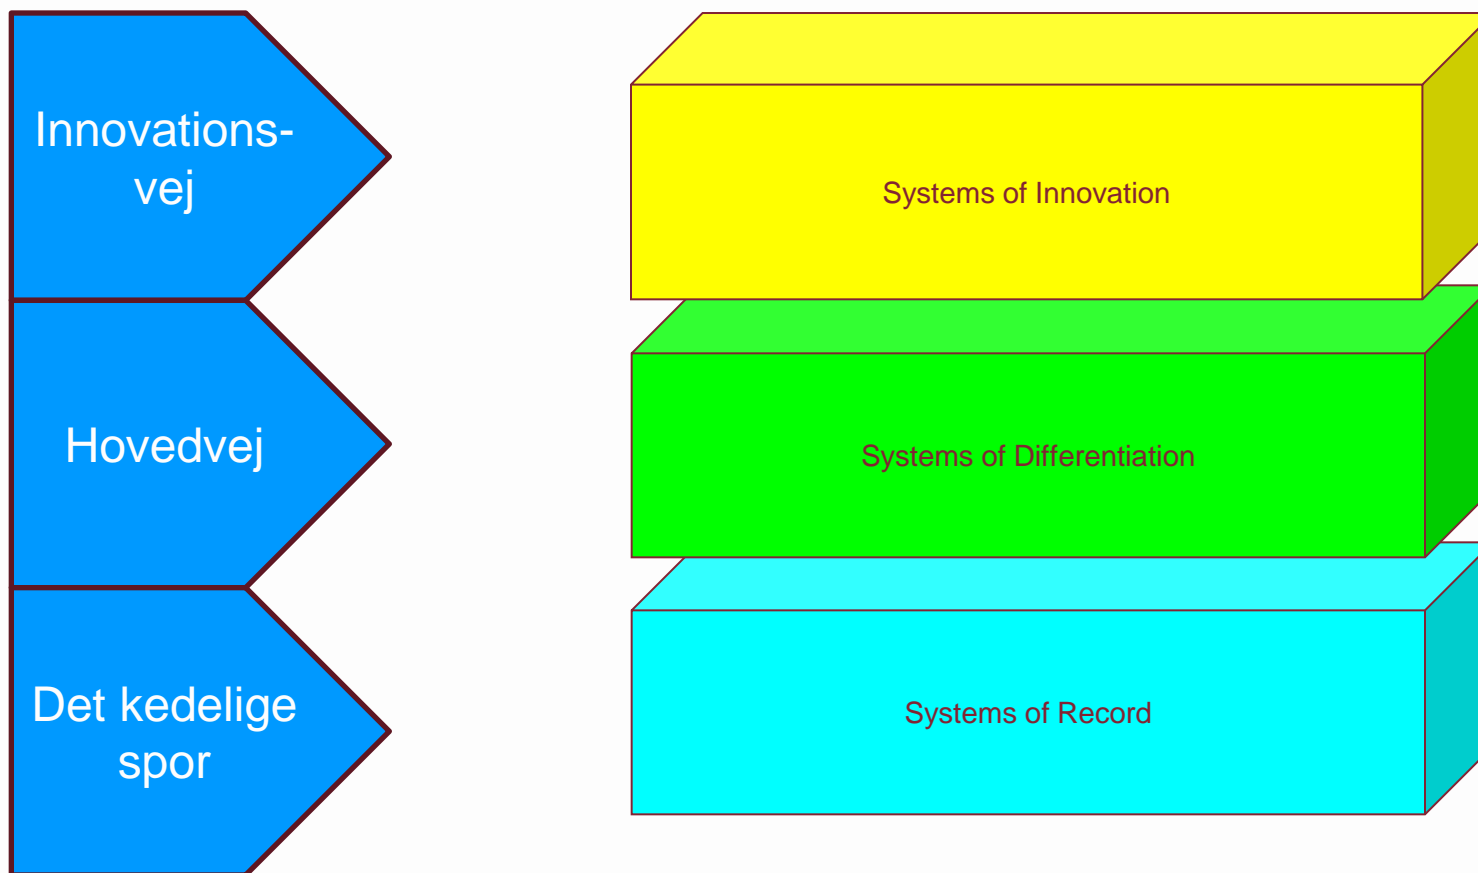 Innovations-
vej
Systems of Innovation
Hovedvej
Systems of Differentiation
Det kedelige
spor
Systems of Record